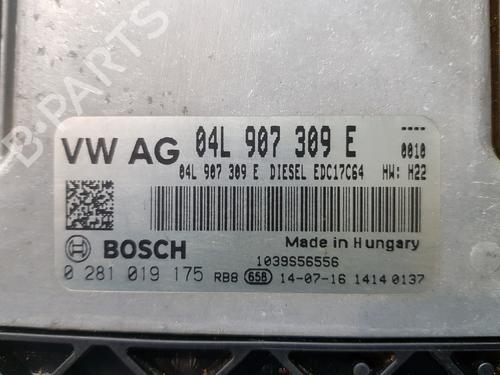 B-PARTS
VW AG 04L 907 309 E ----
0010
04L 907 309 E DIESEL EDC17C64 HW: H22
BOSCH Made in Hungary
1039S56556
0 281 019 175 RB8 658 14-07-16 1414 0137